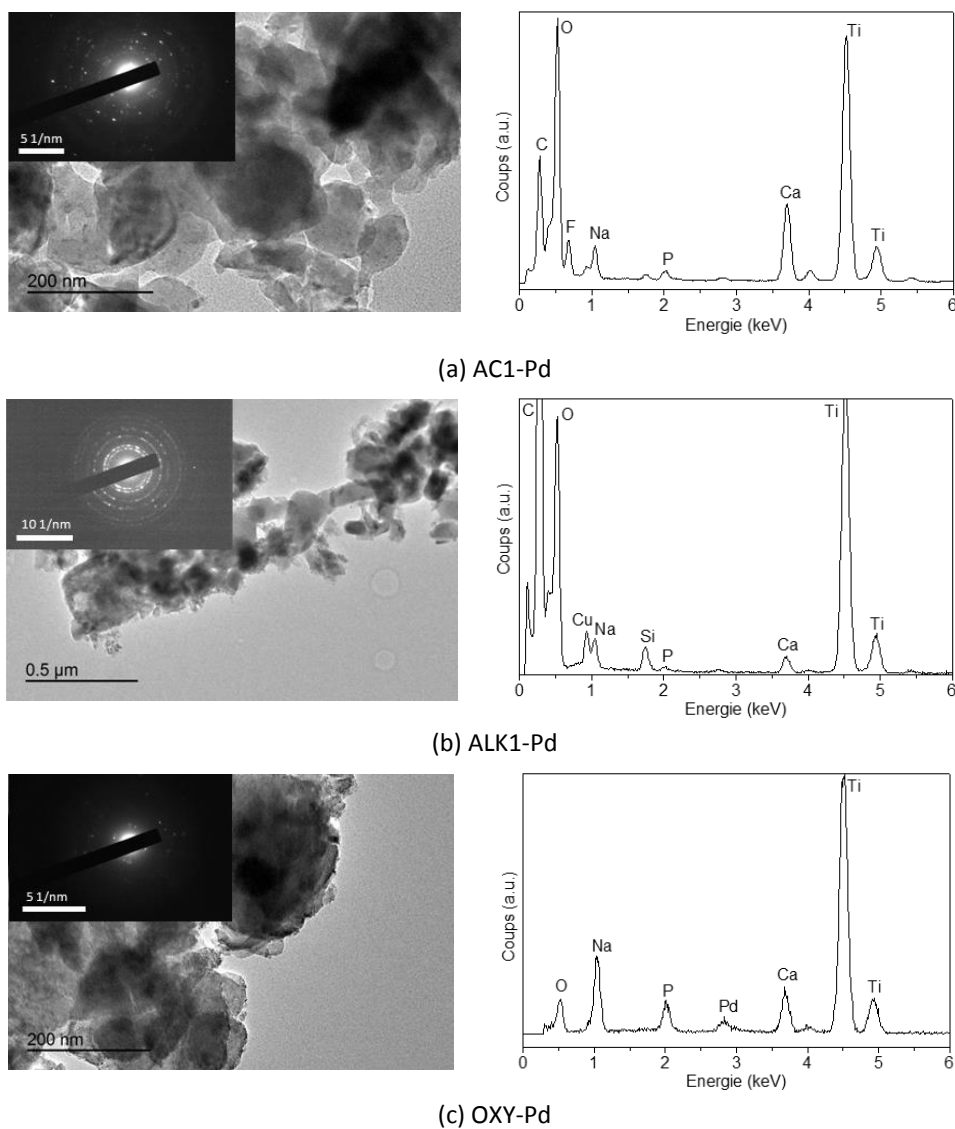 5 1/nm
200 nm
Coups (a.u.)
C
O
F
Na
P
Ca
Ti
Ti
0 1 2 3 4 5 6
Energie (keV)
(a) AC1-Pd
10 1/nm
0.5 µm
Coups (a.u.)
C
O
Cu
Na
Si
P
Ca
Ti
Ti
0 1 2 3 4 5 6
Energie (keV)
(b) ALK1-Pd
5 1/nm
200 nm
Coups (a.u.)
O
Na
P
Pd
Ca
Ti
Ti
0 1 2 3 4 5 6
Energie (keV)
(c) OXY-Pd